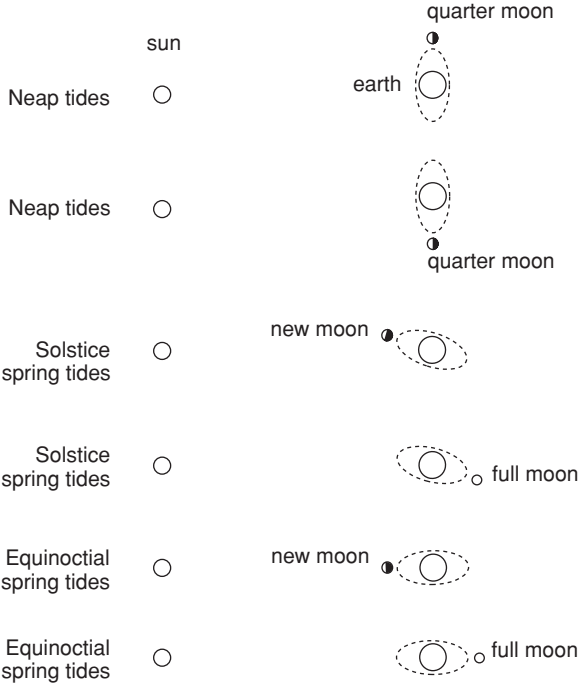 quarter moon
sun
earth
Neap tides
Neap tides
quarter moon
new moon
Solstice
spring tides
Solstice
spring tides
full moon
Equinoctial
spring tides
new moon
Equinoctial
spring tides
full moon